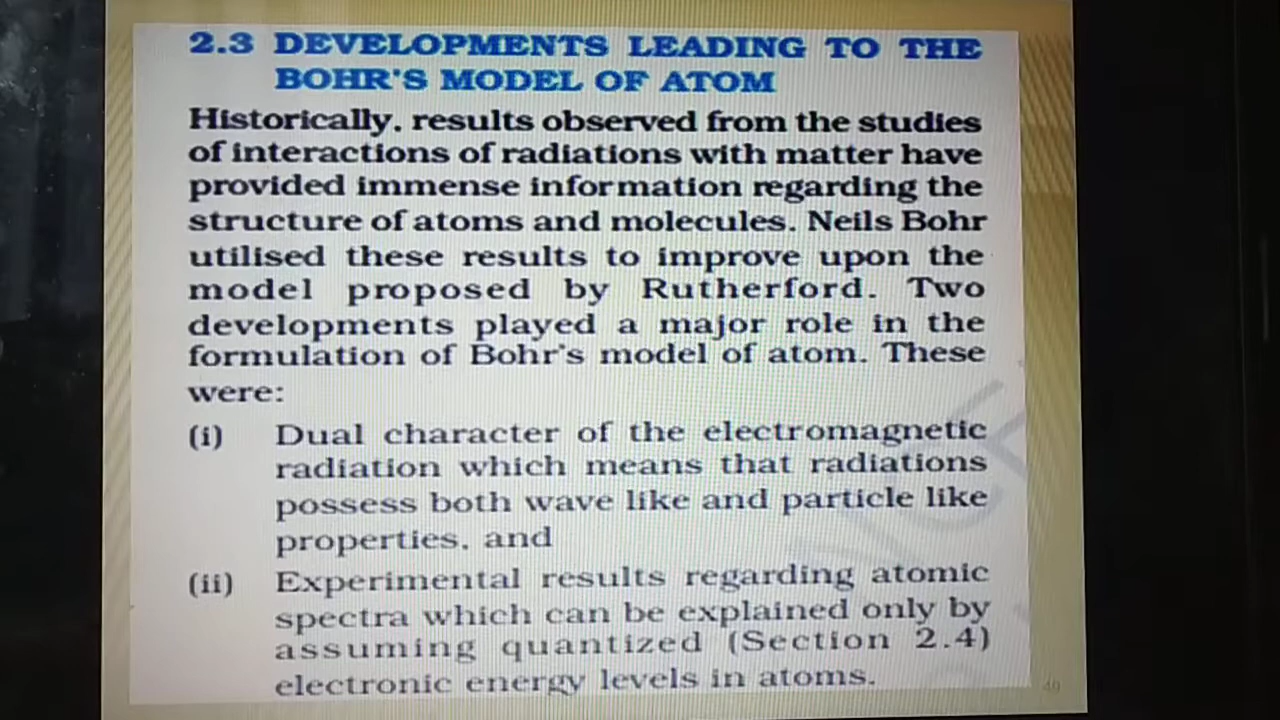 2.3 DEVELOPMENTS LEADING TO THE
BOHR'S MODEL OF ATOM
Historically, results observed from the studies
of interactions of radiations with matter have
provided immense information regarding the
structure of atoms and molecules. Neils Bohr
utilised these results to improve upon the
model proposed by Rutherford. Two
developments played a major role in the
formulation of Bohr's model of atom. These
were:
(i) Dual character of the electromagnetic
radiation which means that radiations
possess both wave like and particle like
properties, and
(ii) Experimental results regarding atomic
spectra which can be explained only by
assuming quantized (Section 2.4)
electronic energy levels in atoms.